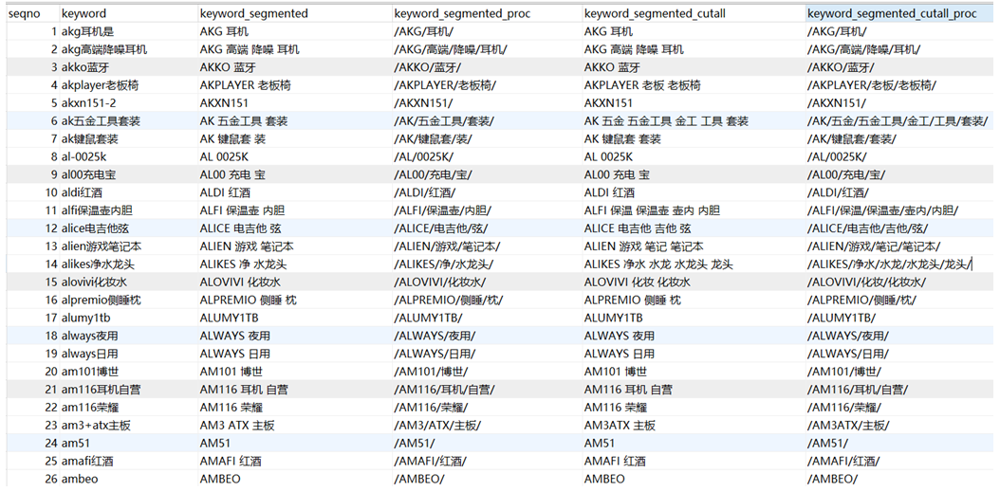 seqno keyword keyword_segmented keyword_segmented_proc keyword_segmented_cutall keyword_segmented_cutall_proc
1 akg耳机是 AKG 耳机 /AKG/耳机/ AKG 耳机 /AKG/耳机/
2 akg高端降噪耳机 AKG 高端 降噪 耳机 /AKG/高端/降噪/耳机/ AKG 高端 降噪 耳机 /AKG/高端/降噪/耳机/
3 akko蓝牙 AKKO 蓝牙 /AKKO/蓝牙/ AKKO 蓝牙 /AKKO/蓝牙/
4 akplayer老板椅 AKPLAYER 老板椅 /AKPLAYER/老板椅/ AKPLAYER 老板 老板椅 /AKPLAYER/老板/老板椅/
5 akxn151-2 AKXN151 /AKXN151/ AKXN151 /AKXN151/
6 ak五金工具套装 AK 五金工具 套装 /AK/五金工具/套装/ AK 五金 五金工具 金工 工具 套装 /AK/五金/五金工具/金工/工具/套装/
7 ak键鼠套装 AK 键鼠套 装 /AK/键鼠套/装/ AK 键鼠套 套装 /AK/键鼠套/套装/
8 al-0025k AL 0025K /AL/0025K/ AL 0025K /AL/0025K/
9 al00充电宝 AL00 充电 宝 /AL00/充电/宝/ AL00 充电 宝 /AL00/充电/宝/
10 aldi红酒 ALDI 红酒 /ALDI/红酒/ ALDI 红酒 /ALDI/红酒/
11 alfi保温壶内胆 ALFI 保温壶 内胆 /ALFI/保温壶/内胆/ ALFI 保温 保温壶 壶内 内胆 /ALFI/保温/保温壶/壶内/内胆/
12 alice电吉他弦 ALICE 电吉他 弦 /ALICE/电吉他/弦/ ALICE 电吉他 吉他 弦 /ALICE/电吉他/吉他/弦/
13 alien游戏笔记本 ALIEN 游戏 笔记本 /ALIEN/游戏/笔记本/ ALIEN 游戏 笔记 笔记本 /ALIEN/游戏/笔记/笔记本/
14 alikes净水龙头 ALIKES 净 水龙头 /ALIKES/净/水龙头/ ALIKES 净水 水龙 水龙头 龙头 /ALIKES/净水/水龙/水龙头/龙头/
15 alovivi化妆水 ALOVIVI 化妆水 /ALOVIVI/化妆水/ ALOVIVI 化妆 化妆水 /ALOVIVI/化妆/化妆水/
16 alpremio侧睡枕 ALPREMIO 侧睡 枕 /ALPREMIO/侧睡/枕/ ALPREMIO 侧睡 枕 /ALPREMIO/侧睡/枕/
17 alumy1tb ALUMY1TB /ALUMY1TB/ ALUMY1TB /ALUMY1TB/
18 always夜用 ALWAYS 夜用 /ALWAYS/夜用/ ALWAYS 夜用 /ALWAYS/夜用/
19 always日用 ALWAYS 日用 /ALWAYS/日用/ ALWAYS 日用 /ALWAYS/日用/
20 am101博世 AM101 博世 /AM101/博世/ AM101 博世 /AM101/博世/
21 am116耳机自营 AM116 耳机 自营 /AM116/耳机/自营/ AM116 耳机 自营 /AM116/耳机/自营/
22 am116荣耀 AM116 荣耀 /AM116/荣耀/ AM116 荣耀 /AM116/荣耀/
23 am3+atx主板 AM3 ATX 主板 /AM3/ATX/主板/ AM3ATX 主板 /AM3ATX/主板/
24 am51 AM51 /AM51/ AM51 /AM51/
25 amafi红酒 AMAFI 红酒 /AMAFI/红酒/ AMAFI 红酒 /AMAFI/红酒/
26 ambeo AMBEO /AMBEO/ AMBEO /AMBEO/